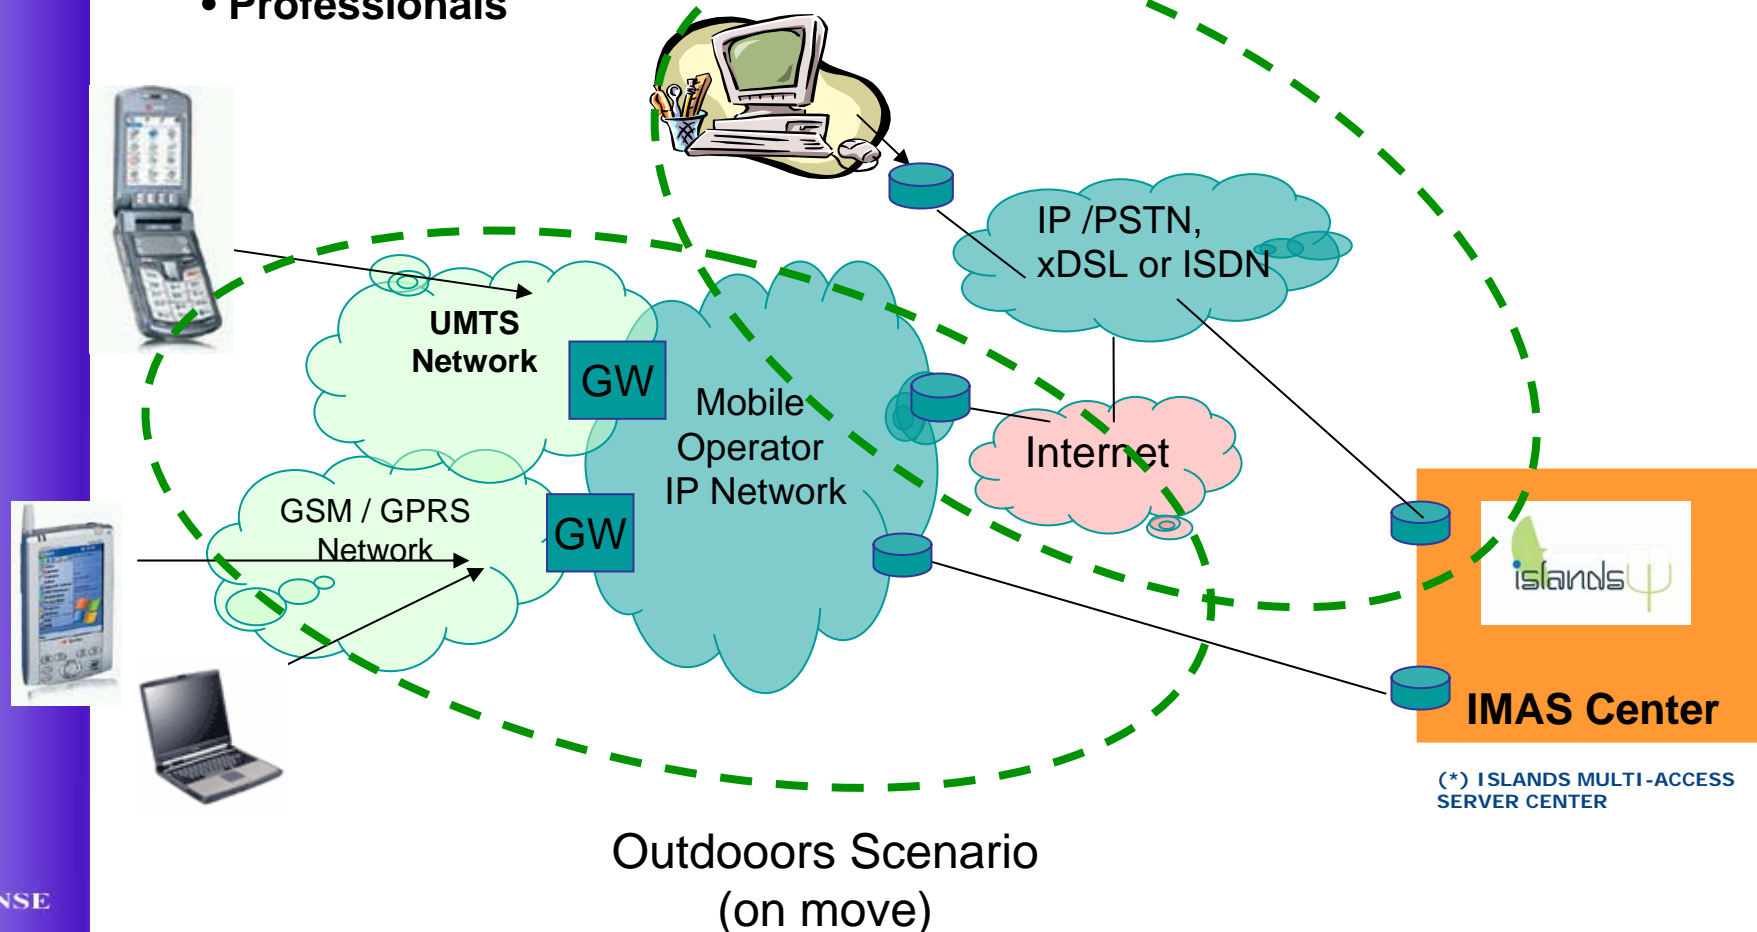 • Professionals
IP /PSTN,
xDSL or ISDN
UMTS
Network
GW
Mobile
Operator
IP Network
Internet
GSM / GPRS
Network
GW
islands
IMAS Center
(*) ISLANDS MULTI-ACCESS
SERVER CENTER
Outdooors Scenario
(on move)
NSE